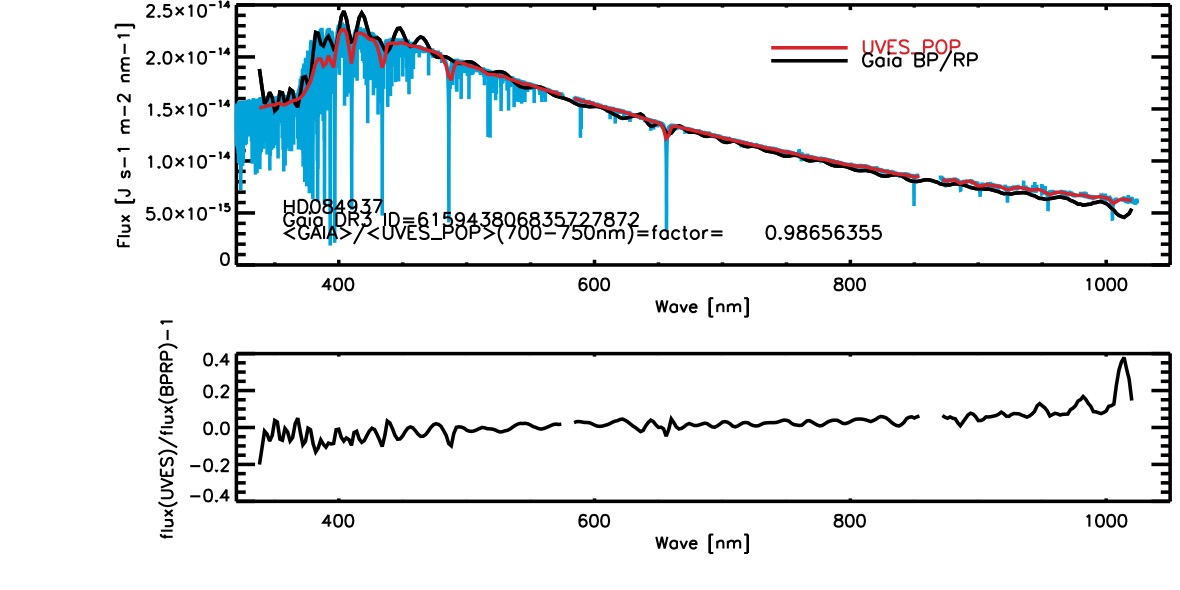 2.5×10−14
2.0×10−14
1.5×10−14
1.0×10−14
5.0×10−15
0
Flux [J s−1 m−2 nm−1]
UVES_POP
Gaia BP/RP
HD084937
Gaia DR3 ID=615943806835727872
<GAIA>/<UVES_POP>(700−750nm)=factor= 0.98656355
400 600 800 1000
Wave [nm]
0.4
0.2
0.0
−0.2
−0.4
flux(UVES)/flux(BPRP)−1
400 600 800 1000
Wave [nm]